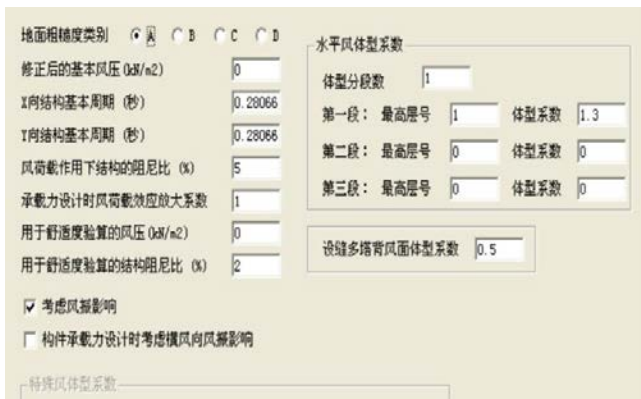 地面粗糙度类别 A B C D
修正后的基本风压(kN/m2) 0
X向结构基本周期 (秒) 0.28066
Y向结构基本周期 (秒) 0.28066
风荷载作用下结构的阻尼比 (%) 5
承载力设计时风荷载效应放大系数 1
用于舒适度验算的风压(kN/m2) 0
用于舒适度验算的结构阻尼比 (%) 2
考虑风振影响
构件承载力设计时考虑横风向风振影响
特殊风体型系数
水平风体型系数
体型分段数 1
第一段: 最高层号 1 体型系数 1.3
第二段: 最高层号 0 体型系数 0
第三段: 最高层号 0 体型系数 0
设缝多塔背风面体型系数 0.5